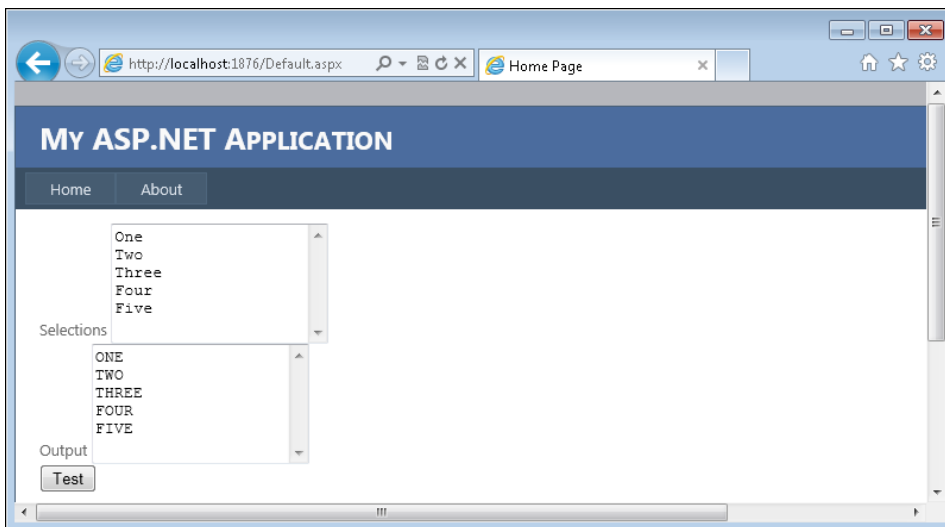 http://localhost:1876/Default.aspx
Home Page
MY ASP.NET APPLICATION
Home
About
One
Two
Three
Four
Five
Selections
ONE
TWO
THREE
FOUR
FIVE
Output
Test